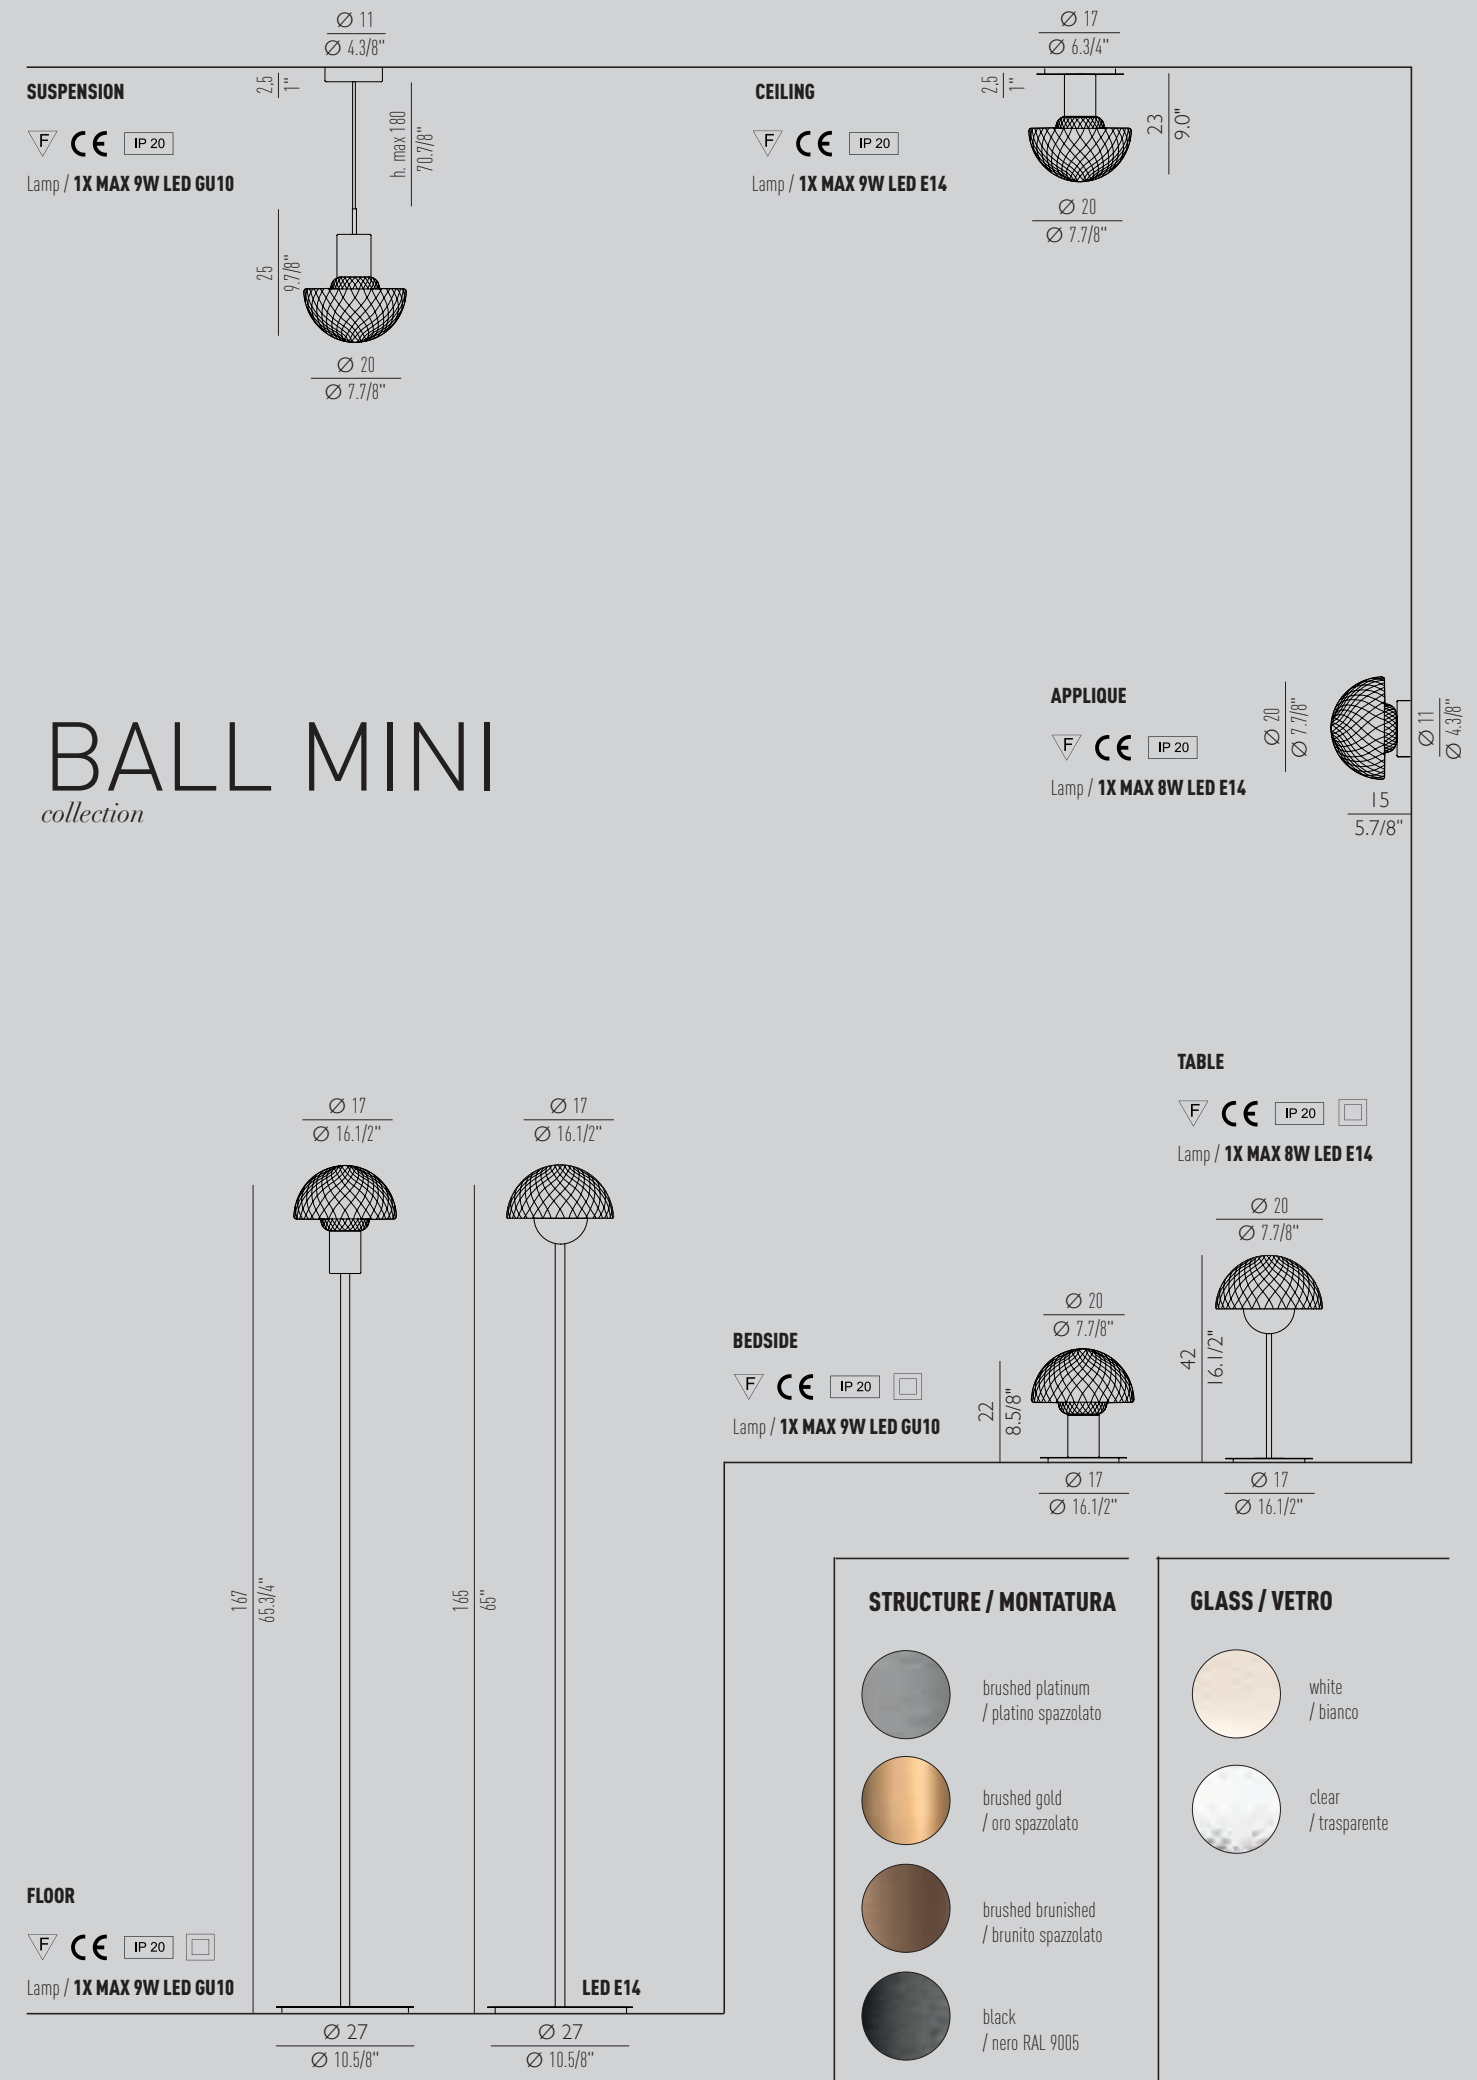 Ø 11
Ø 4.3/8"
SUSPENSION
2.5
1"
F CE IP 20
Lamp / 1X MAX 9W LED GU10
h. max 180
70.7/8"
25
9.7/8"
Ø 20
Ø 7.7/8"
Ø 17
Ø 6.3/4"
CEILING
2.5
1"
F CE IP 20
Lamp / 1X MAX 9W LED E14
23
9.0"
Ø 20
Ø 7.7/8"
BALL MINI
collection
APPLIQUE
F CE IP 20
Lamp / 1X MAX 8W LED E14
Ø 20
Ø 7.7/8"
Ø 11
Ø 4.3/8"
15
5.7/8"
TABLE
F CE IP 20
Lamp / 1X MAX 8W LED E14
Ø 20
Ø 7.7/8"
42
16.1/2"
Ø 17
Ø 16.1/2"
BEDSIDE
F CE IP 20
Lamp / 1X MAX 9W LED GU10
Ø 20
Ø 7.7/8"
22
8.5/8"
Ø 17
Ø 16.1/2"
Ø 17
Ø 16.1/2"
Ø 17
Ø 16.1/2"
167
65.3/4"
165
65"
FLOOR
F CE IP 20
Lamp / 1X MAX 9W LED GU10
LED E14
Ø 27
Ø 10.5/8"
Ø 27
Ø 10.5/8"
STRUCTURE / MONTATURA
brushed platinum
/ platino spazzolato
brushed gold
/ oro spazzolato
brushed brunished
/ brunito spazzolato
black
/ nero RAL 9005
GLASS / VETRO
white
/ bianco
clear
/ trasparente